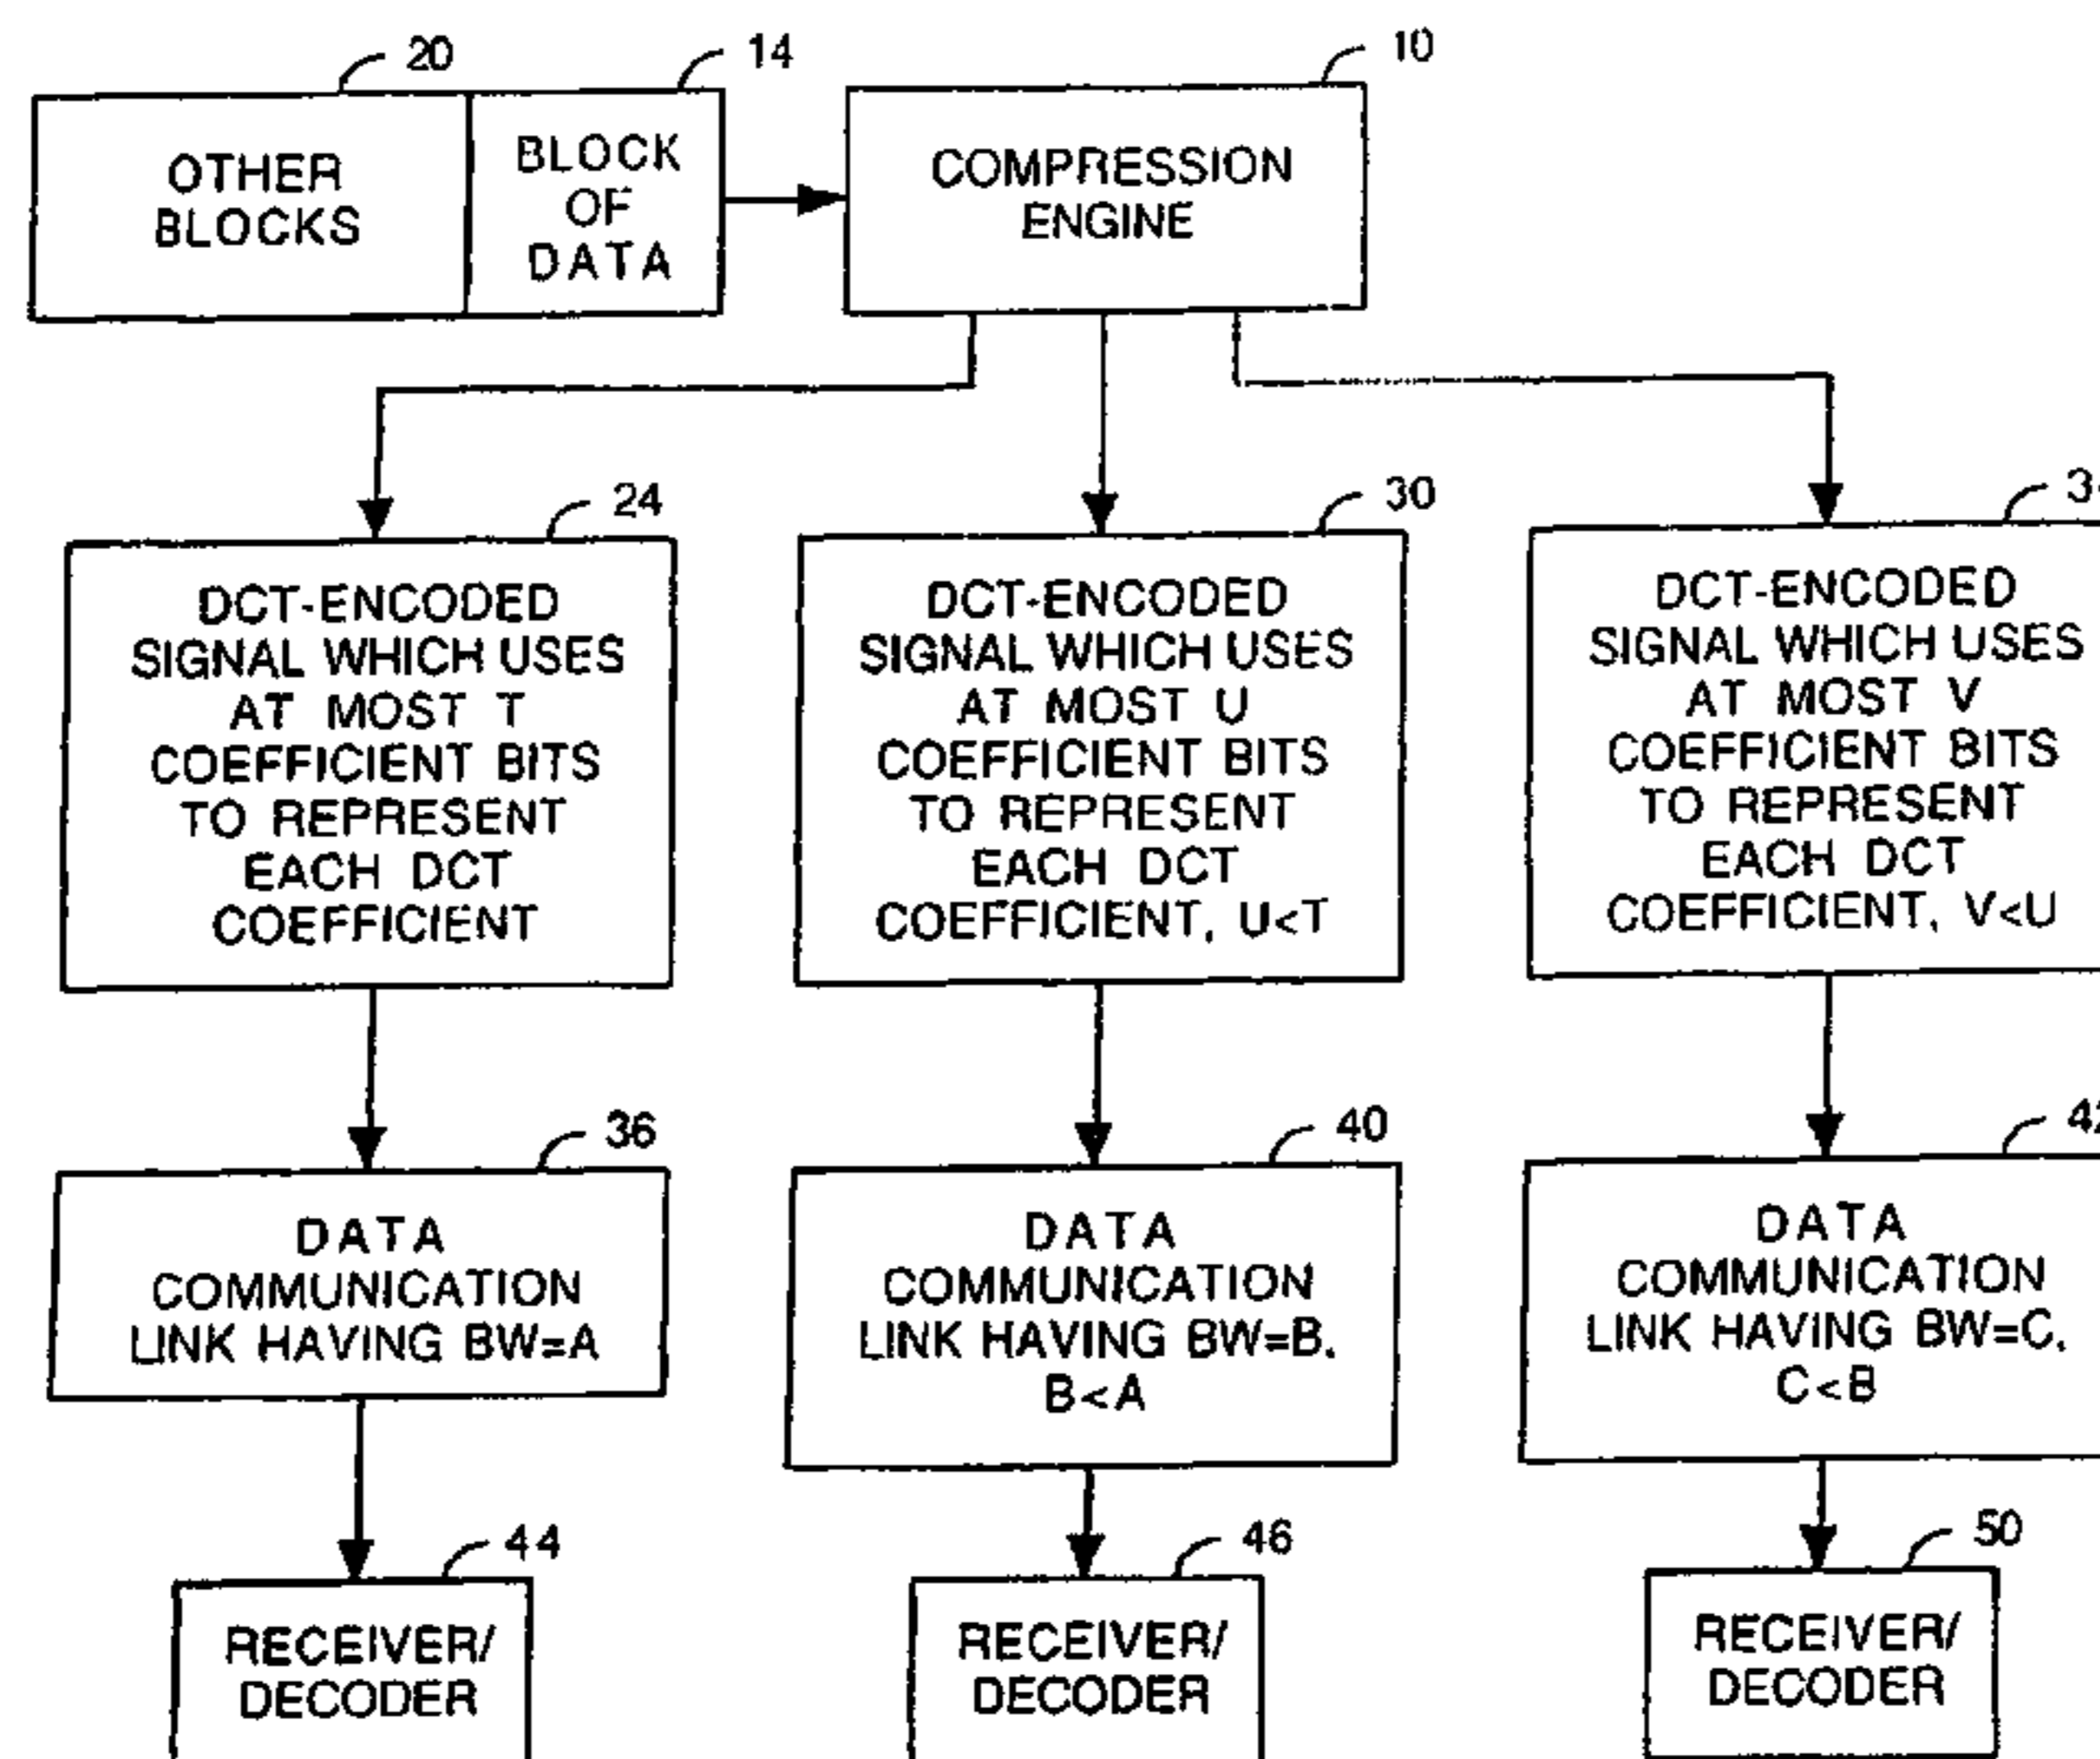 20
14
10
OTHER
BLOCKS
BLOCK
OF
DATA
COMPRESSION
ENGINE
24
DCT-ENCODED
SIGNAL WHICH USES
AT MOST T
COEFFICIENT BITS
TO REPRESENT
EACH DCT
COEFFICIENT
30
DCT-ENCODED
SIGNAL WHICH USES
AT MOST U
COEFFICIENT BITS
TO REPRESENT
EACH DCT
COEFFICIENT, U<T
DCT-ENCODED
SIGNAL WHICH USES
AT MOST V
COEFFICIENT BITS
TO REPRESENT
EACH DCT
COEFFICIENT, V<U
36
DATA
COMMUNICATION
LINK HAVING BW=A
40
DATA
COMMUNICATION
LINK HAVING BW=B,
B<A
42
DATA
COMMUNICATION
LINK HAVING BW=C,
C<B
44
RECEIVER/
DECODER
46
RECEIVER/
DECODER
50
RECEIVER/
DECODER